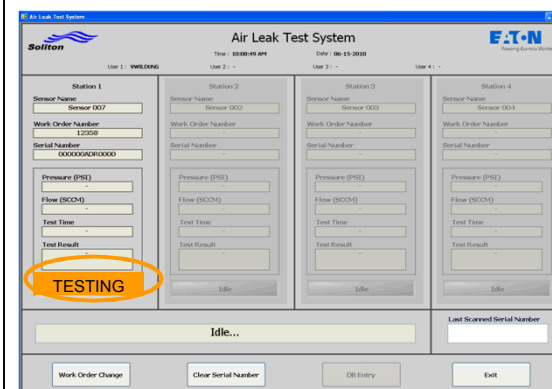 Air Leak Test System
Soliton
Air Leak Test System
EATON
Powering Business Worldwide
Time : 10:08:49 AM
Date : 06-15-2010
User 1 : VWILDUNG
User 2 : -
User 3 : -
User 4 : -
Station 1
Sensor Name
Sensor 007
Work Order Number
12358
Serial Number
000000ADR0000
Pressure (PSI)
-
Flow (SCCM)
-
Test Time
-
Test Result
-
TESTING
Station 2
Sensor Name
Sensor 002
Work Order Number
-
Serial Number
-
Pressure (PSI)
-
Flow (SCCM)
-
Test Time
-
Test Result
-
Idle
Station 3
Sensor Name
Sensor 003
Work Order Number
-
Serial Number
-
Pressure (PSI)
-
Flow (SCCM)
-
Test Time
-
Test Result
-
Idle
Station 4
Sensor Name
Sensor 004
Work Order Number
-
Serial Number
-
Pressure (PSI)
-
Flow (SCCM)
-
Test Time
-
Test Result
-
Idle
Idle...
Last Scanned Serial Number
Work Order Change
Clear Serial Number
DB Entry
Exit